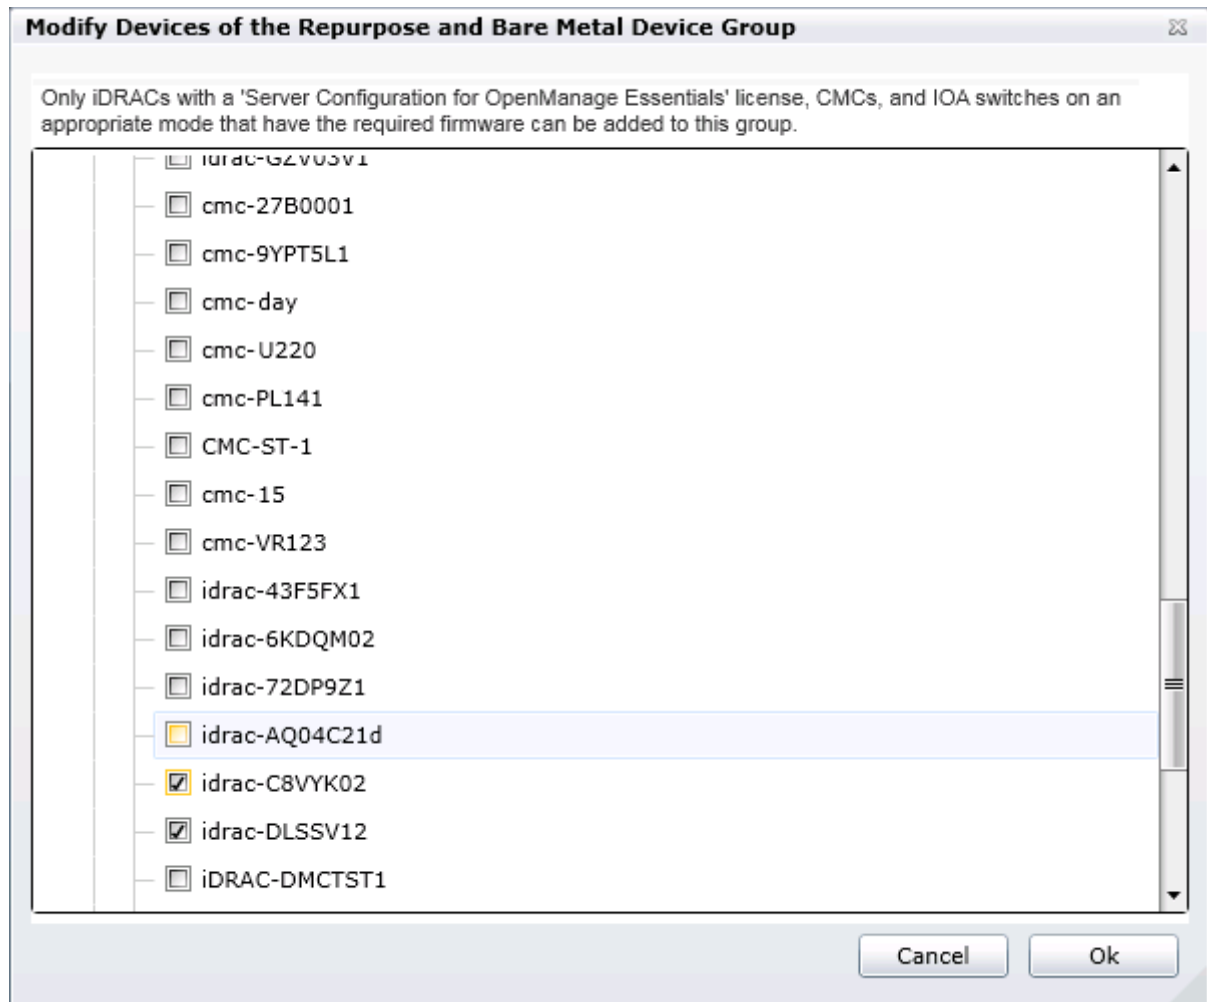 Modify Devices of the Repurpose and Bare Metal Device Group
Only iDRACs with a 'Server Configuration for OpenManage Essentials' license, CMCs, and IOA switches on an
appropriate mode that have the required firmware can be added to this group.
idrac-GZV03V1
cmc-27B0001
cmc-9YPT5L1
cmc-day
cmc-U220
cmc-PL141
CMC-ST-1
cmc-15
cmc-VR123
idrac-43F5FX1
idrac-6KDQM02
idrac-72DP9Z1
idrac-AQ04C21d
idrac-C8VYK02
idrac-DLSSV12
iDRAC-DMCTST1
Cancel
Ok